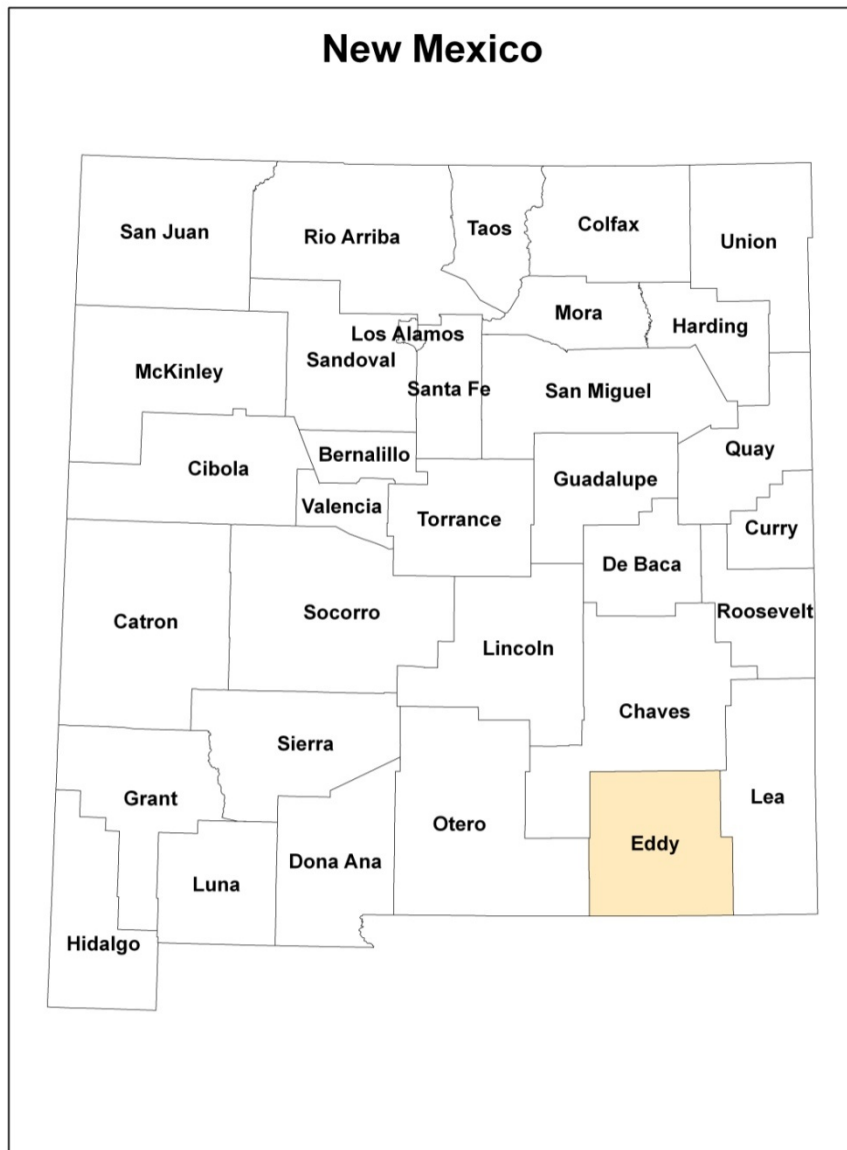 New Mexico
San Juan
Rio Arriba
Taos
Colfax
Union
Mora
Harding
Los Alamos
Sandoval
McKinley
Santa Fe
San Miguel
Quay
Bernalillo
Cibola
Guadalupe
Valencia
Torrance
Curry
De Baca
Roosevelt
Socorro
Catron
Lincoln
Chaves
Sierra
Grant
Lea
Otero
Eddy
Dona Ana
Luna
Hidalgo